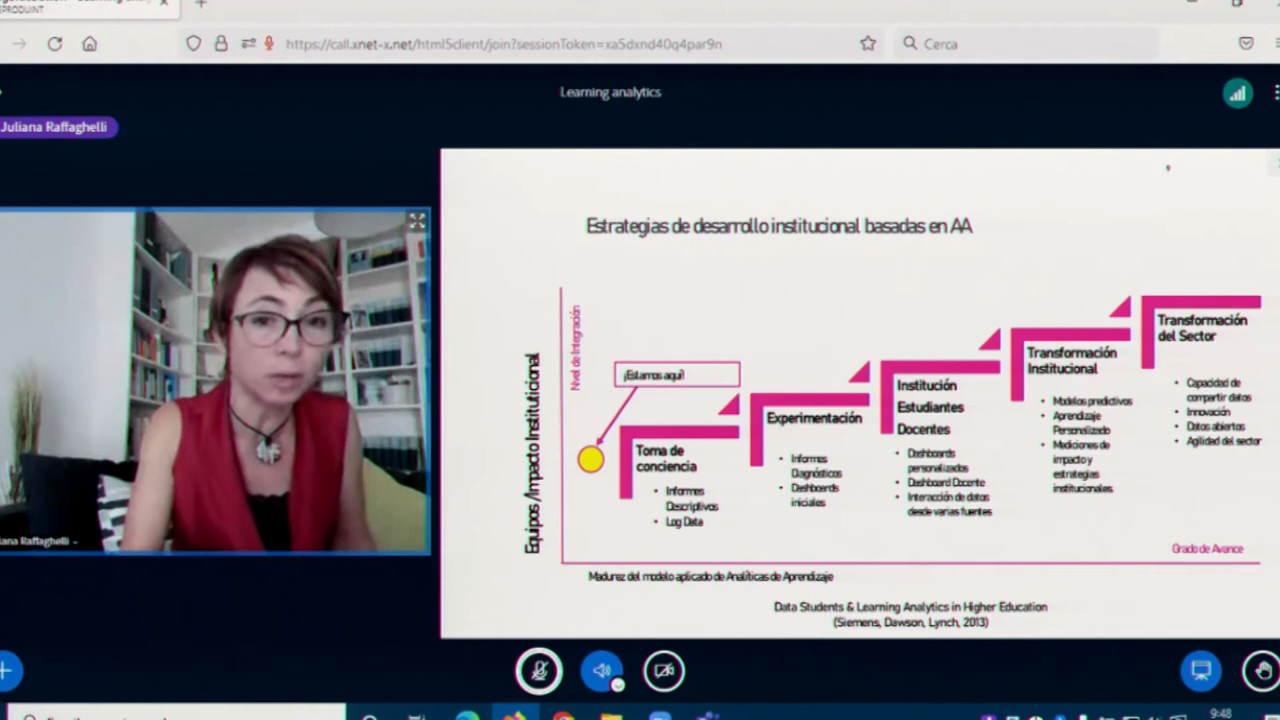 PRODUINT
https://call.xnet-x.net/html5client/join?sessionToken=xa5dxnd40q4par9n
Cerca
Learning analytics
Juliana Raffaghelli
Estrategias de desarrollo institucional basadas en AA
Equipos /Impacto Instituticional
Nivel de Integración
¡Estamos aquí!
Toma de
conciencia
• Informes
Descriptivos
• Log Data
Experimentación
• Informes
Diagnósticos
• Dashboards
iniciales
Institución
Estudiantes
Docentes
• Dashboards
personalizados
• Dashboard Docente
• Interacción de datos
desde varias fuentes
Transformación
Institucional
• Modelos predictivos
• Aprendizaje
Personalizado
• Mediciones de
impacto y
estrategias
institucionales.
Transformación
del Sector
• Capacidad de
compartir datos
• Innovación
• Datos abiertos
• Agilidad del sector
Grado de Avance
Madurez del modelo aplicado de Analíticas de Aprendizaje
Data Students & Learning Analytics in Higher Education
(Siemens, Dawson, Lynch, 2013)
iana Raffaghelli
9:48